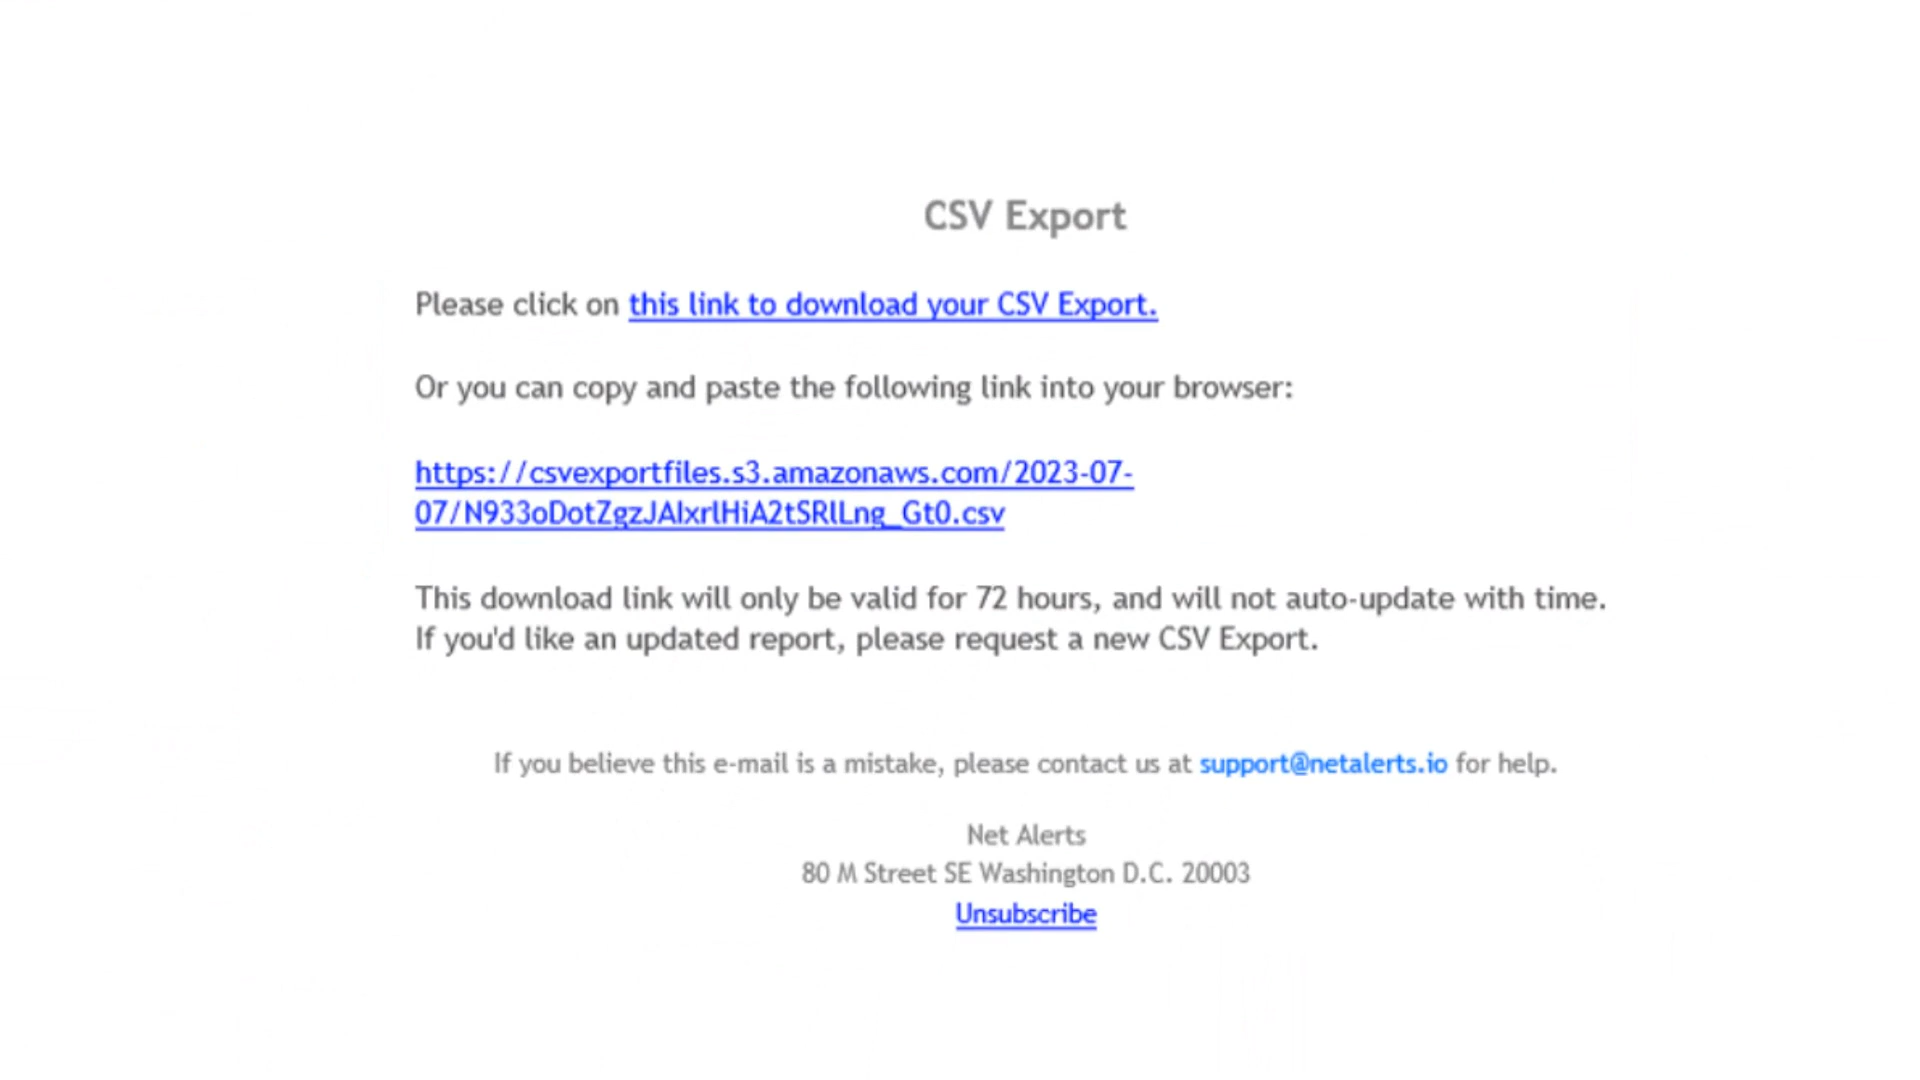 CSV Export
Please click on this link to download your CSV Export.
Or you can copy and paste the following link into your browser:
https://csvexportfiles.s3.amazonaws.com/2023-07-
07/N933oDotZgzJAlxrlHiA2tSRlLng_Gt0.csv
This download link will only be valid for 72 hours, and will not auto-update with time.
If you'd like an updated report, please request a new CSV Export.
If you believe this e-mail is a mistake, please contact us at support@netalerts.io for help.
Net Alerts
80 M Street SE Washington D.C. 20003
Unsubscribe